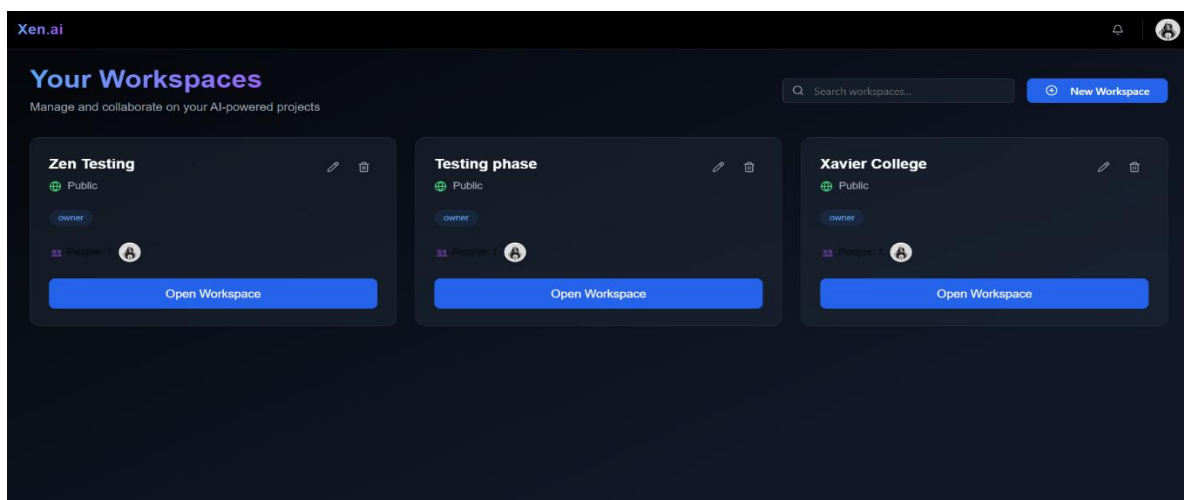 Xen.ai
Your Workspaces
Manage and collaborate on your AI-powered projects
Search workspaces...
New Workspace
Zen Testing
Public
owner
People: 1
Open Workspace
Testing phase
Public
owner
People: 1
Open Workspace
Xavier College
Public
owner
People: 1
Open Workspace